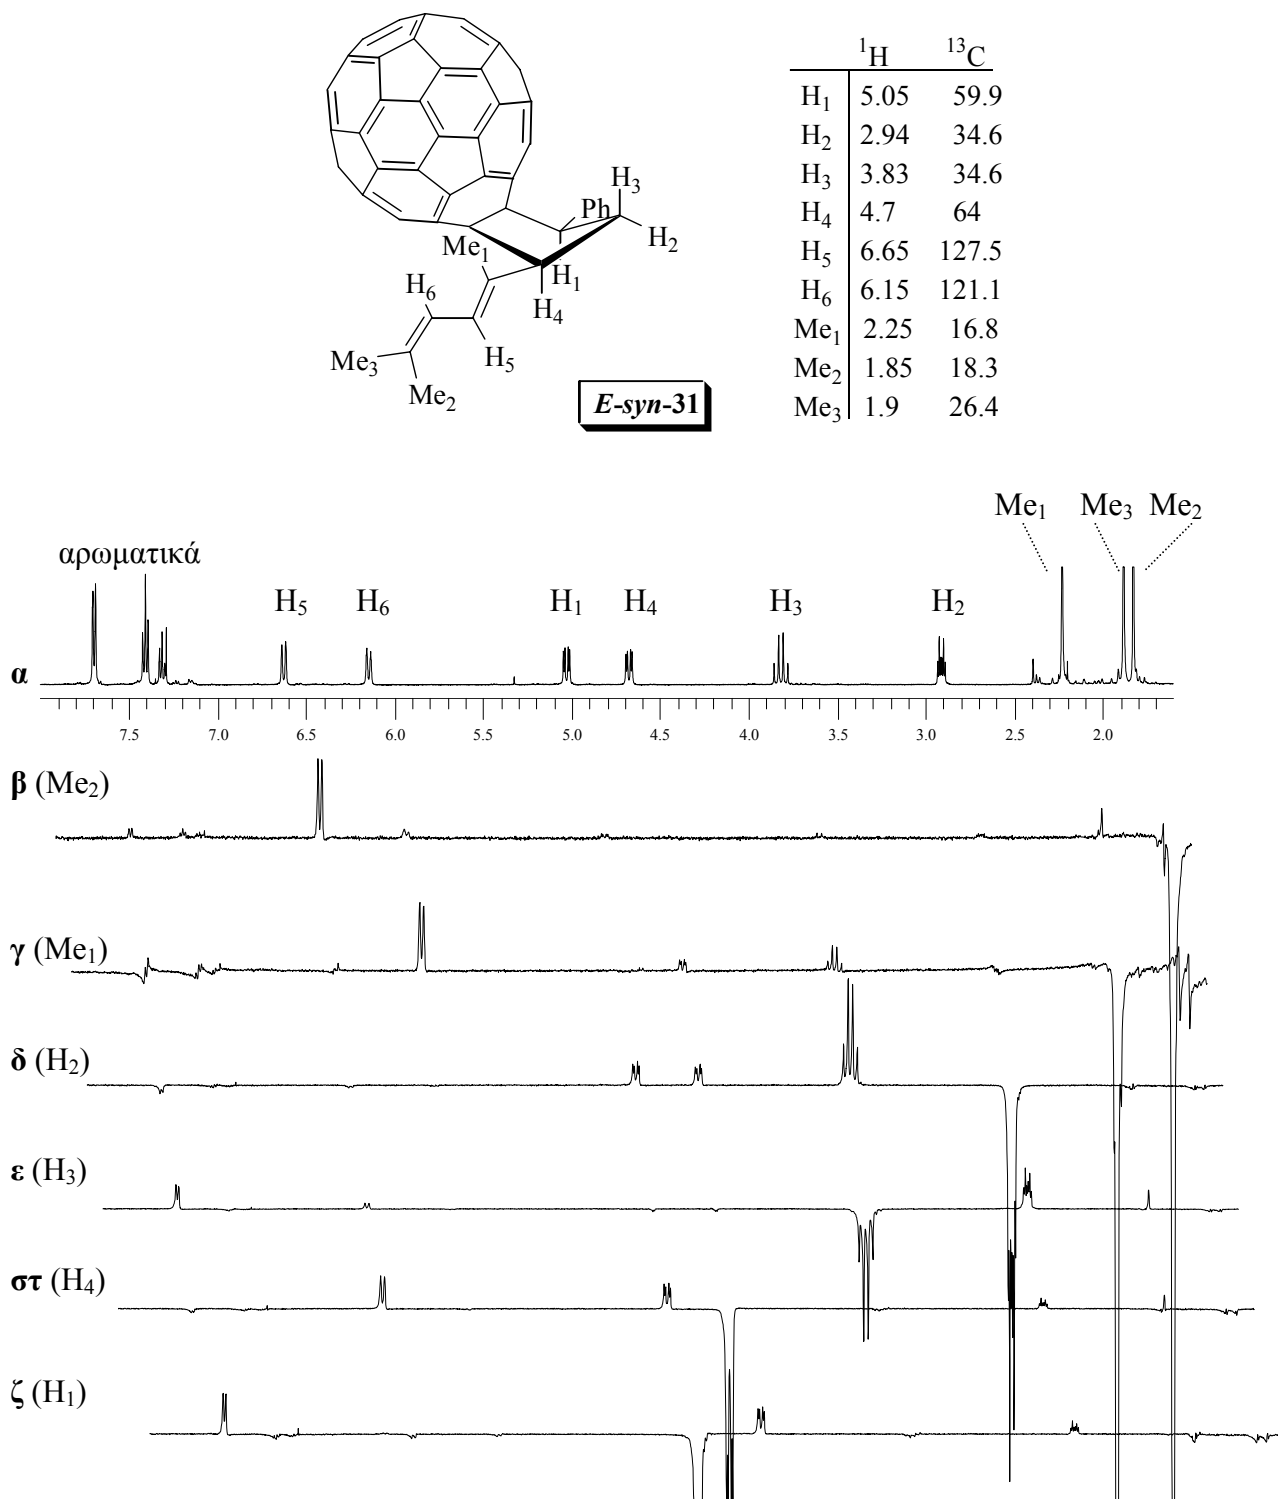 ¹H ¹³C
H₁ 5.05 59.9
H₂ 2.94 34.6
H₃ 3.83 34.6
H₄ 4.7 64
H₅ 6.65 127.5
H₆ 6.15 121.1
Me₁ 2.25 16.8
Me₂ 1.85 18.3
Me₃ 1.9 26.4
H₃
Ph
H₂
Me₁
H₁
H₆
H₄
H₅
Me₃
Me₂
E-syn-31
Me₁ Me₃ Me₂
αρωματικά
H₅ H₆ H₁ H₄ H₃ H₂
α
7.5 7.0 6.5 6.0 5.5 5.0 4.5 4.0 3.5 3.0 2.5 2.0
β (Me₂)
γ (Me₁)
δ (H₂)
ε (H₃)
στ (H₄)
ζ (H₁)